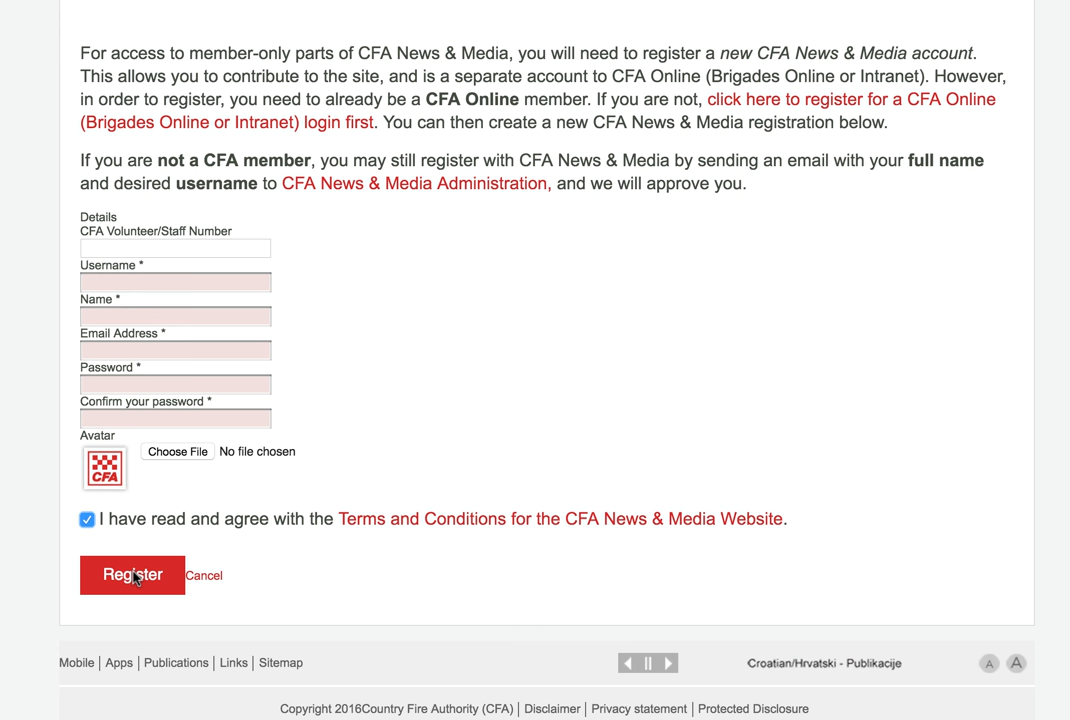 For access to member-only parts of CFA News & Media, you will need to register a new CFA News & Media account.
This allows you to contribute to the site, and is a separate account to CFA Online (Brigades Online or Intranet). However,
in order to register, you need to already be a CFA Online member. If you are not, click here to register for a CFA Online
(Brigades Online or Intranet) login first. You can then create a new CFA News & Media registration below.
If you are not a CFA member, you may still register with CFA News & Media by sending an email with your full name
and desired username to CFA News & Media Administration, and we will approve you.
Details
CFA Volunteer/Staff Number
Username *
Name *
Email Address *
Password *
Confirm your password *
Avatar
CFA
Choose File No file chosen
I have read and agree with the Terms and Conditions for the CFA News & Media Website.
Register Cancel
Mobile | Apps | Publications | Links | Sitemap
Croatian/Hrvatski - Publikacije
A A
Copyright 2016Country Fire Authority (CFA) | Disclaimer | Privacy statement | Protected Disclosure